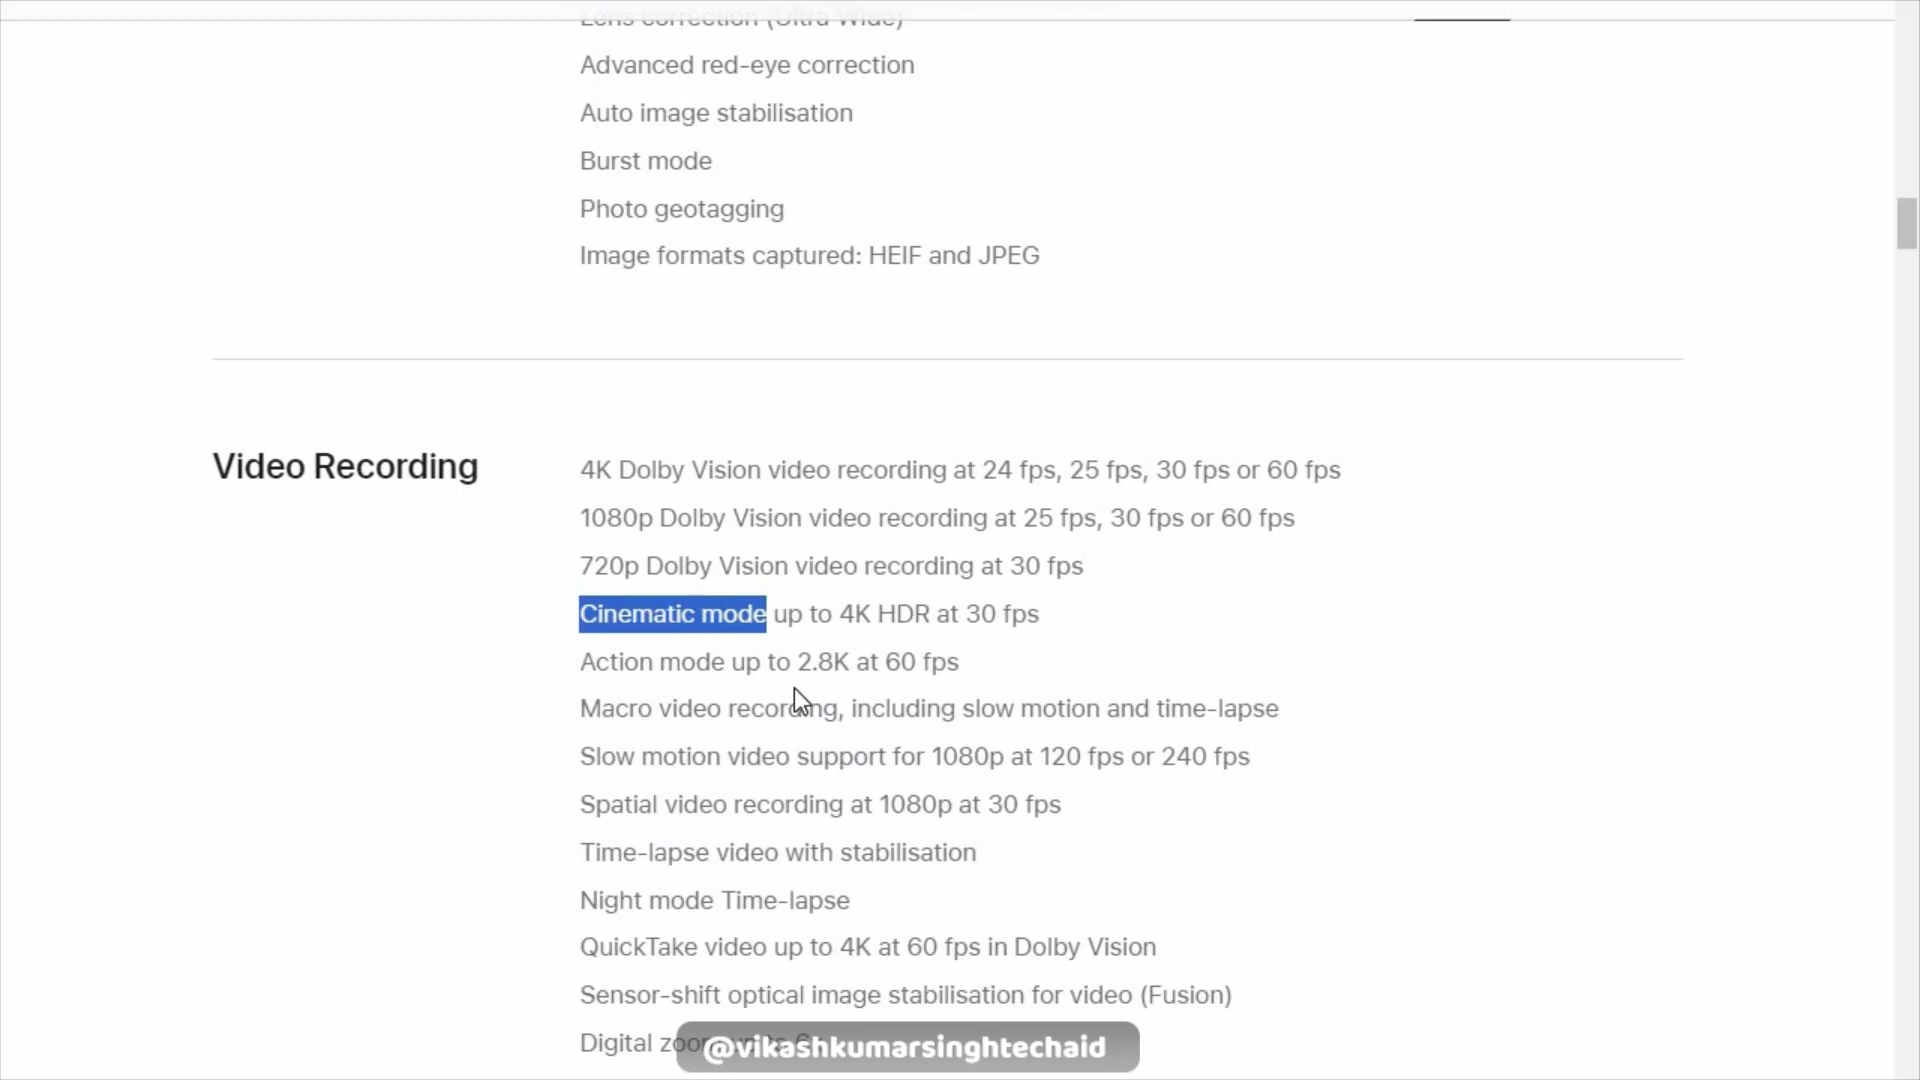 Lens correction (Ultra Wide)
Advanced red-eye correction
Auto image stabilisation
Burst mode
Photo geotagging
Image formats captured: HEIF and JPEG
Video Recording
4K Dolby Vision video recording at 24 fps, 25 fps, 30 fps or 60 fps
1080p Dolby Vision video recording at 25 fps, 30 fps or 60 fps
720p Dolby Vision video recording at 30 fps
Cinematic mode up to 4K HDR at 30 fps
Action mode up to 2.8K at 60 fps
Macro video recording, including slow motion and time-lapse
Slow motion video support for 1080p at 120 fps or 240 fps
Spatial video recording at 1080p at 30 fps
Time-lapse video with stabilisation
Night mode Time-lapse
QuickTake video up to 4K at 60 fps in Dolby Vision
Sensor-shift optical image stabilisation for video (Fusion)
Digital zoom
@vikashkumarsinghtechaid